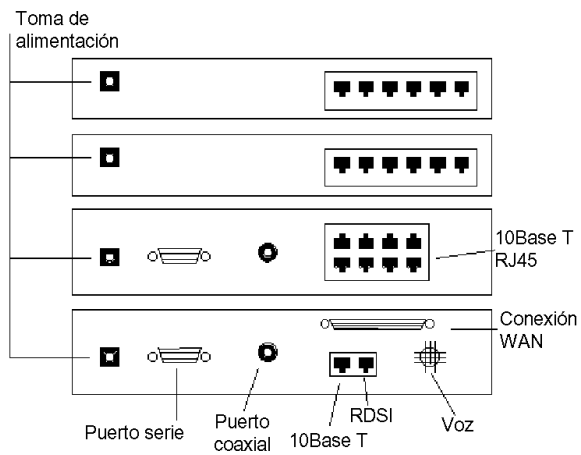 Toma de
alimentación
10Base T
RJ45
Conexión
WAN
Puerto serie
Puerto
coaxial
10Base T
RDSI
Voz